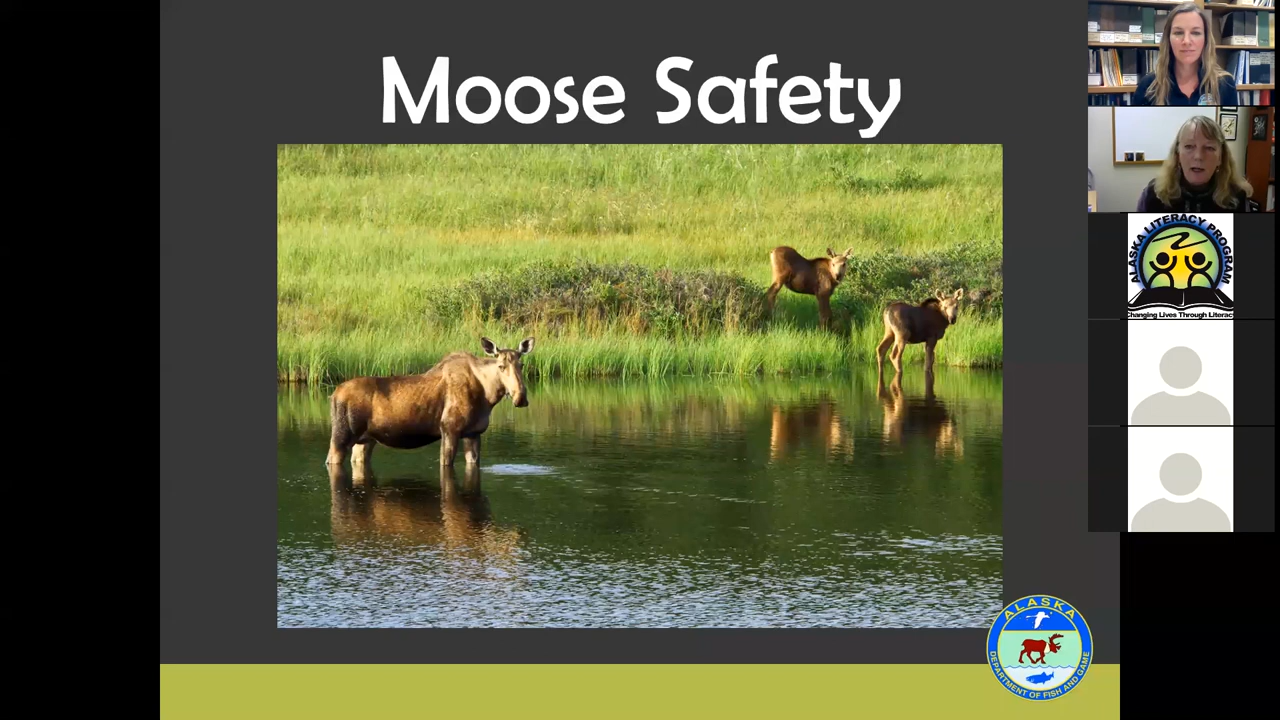 Moose Safety
ALASKA LITERACY PROGRAM
Changing Lives Through Literacy
ALASKA
DEPARTMENT OF FISH AND GAME